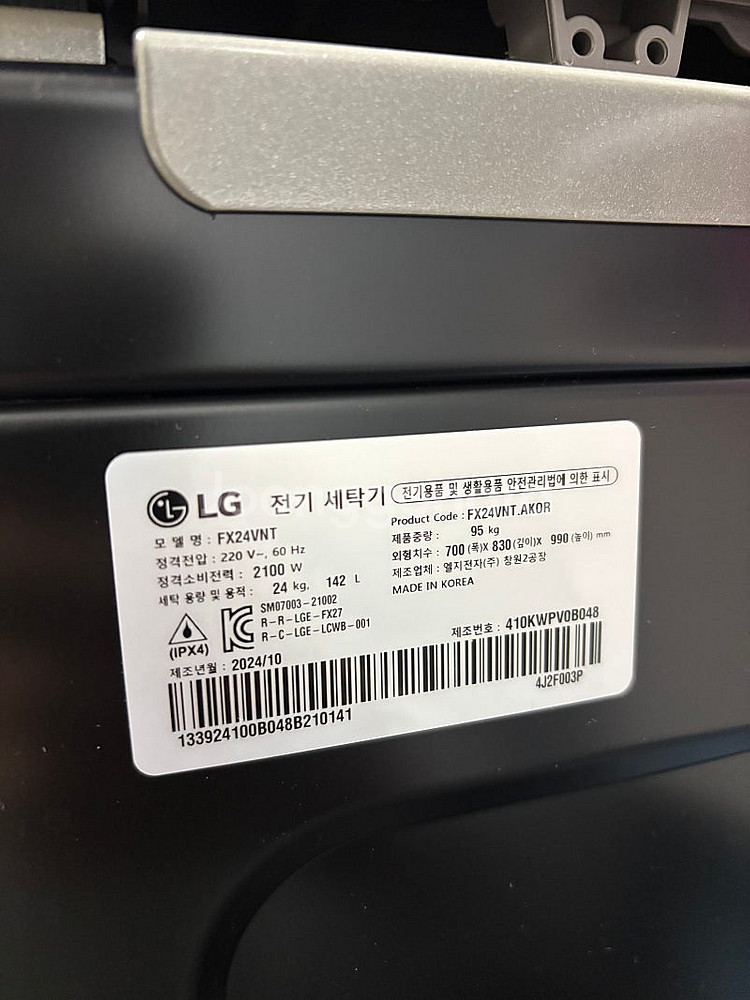 LG 전기 세탁기 전기용품 및 생활용품 안전관리법에 의한 표시
모 델 명 : FX24VNT
정격전압 : 220 V~, 60 Hz
정격소비전력 : 2100 W
세탁 용량 및 용적 : 24 kg, 142 L
Product Code : FX24VNT.AKOR
제품중량 : 95 kg
외형치수 : 700 (폭)X 830(깊이)X 990 (높이) mm
제조업체 : 엘지전자(주) 창원2공장
MADE IN KOREA
(IPX4)
SM07003-21002
R-R-LGE-FX27
R-C-LGE-LCWB-001
제조년월 : 2024/10
제조번호 : 410KWPV0B048
133924100B048B210141
4J2F003P